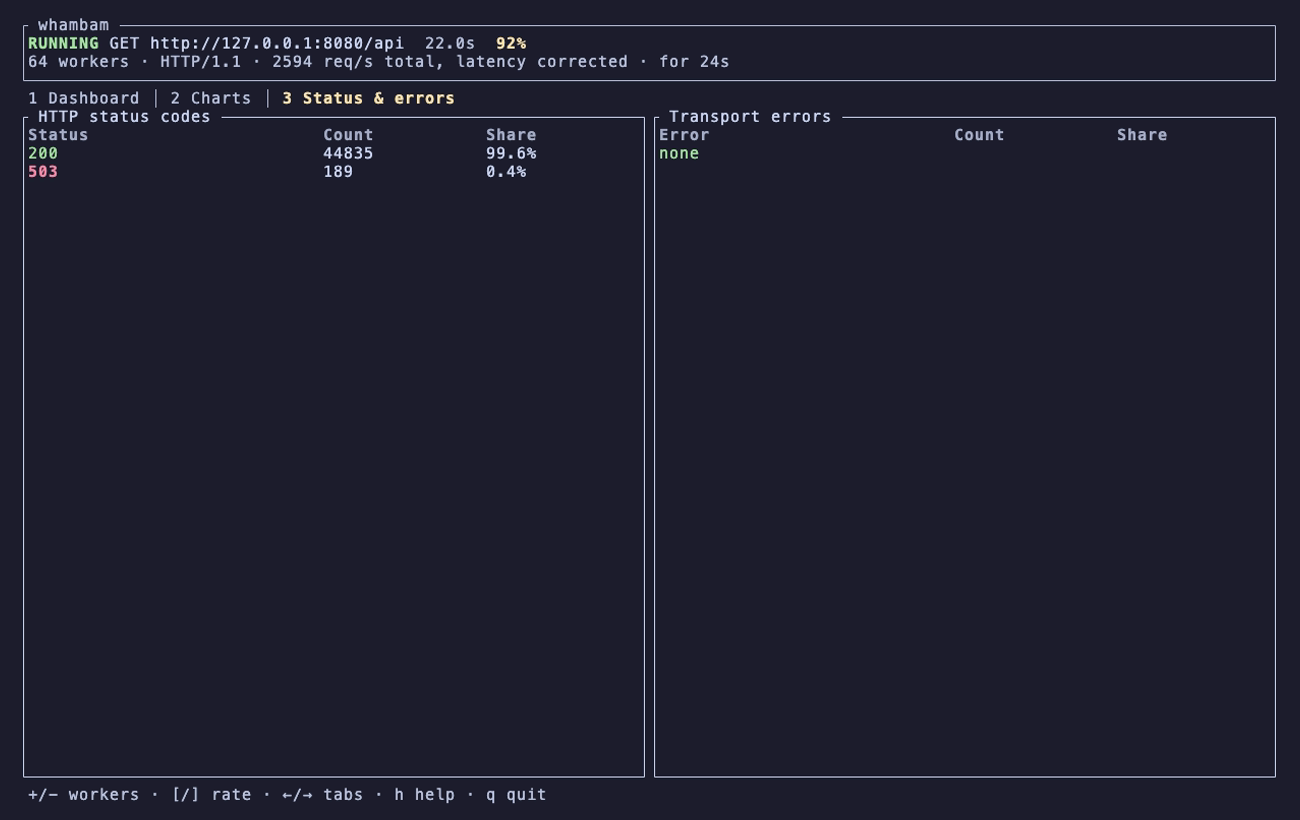 whambam
RUNNING GET http://127.0.0.1:8080/api 22.0s 92%
64 workers · HTTP/1.1 · 2594 req/s total, latency corrected · for 24s
1 Dashboard │ 2 Charts │ 3 Status & errors
HTTP status codes
Status Count Share
200 44835 99.6%
503 189 0.4%
Transport errors
Error Count Share
none
+/− workers · [/] rate · ←/→ tabs · h help · q quit